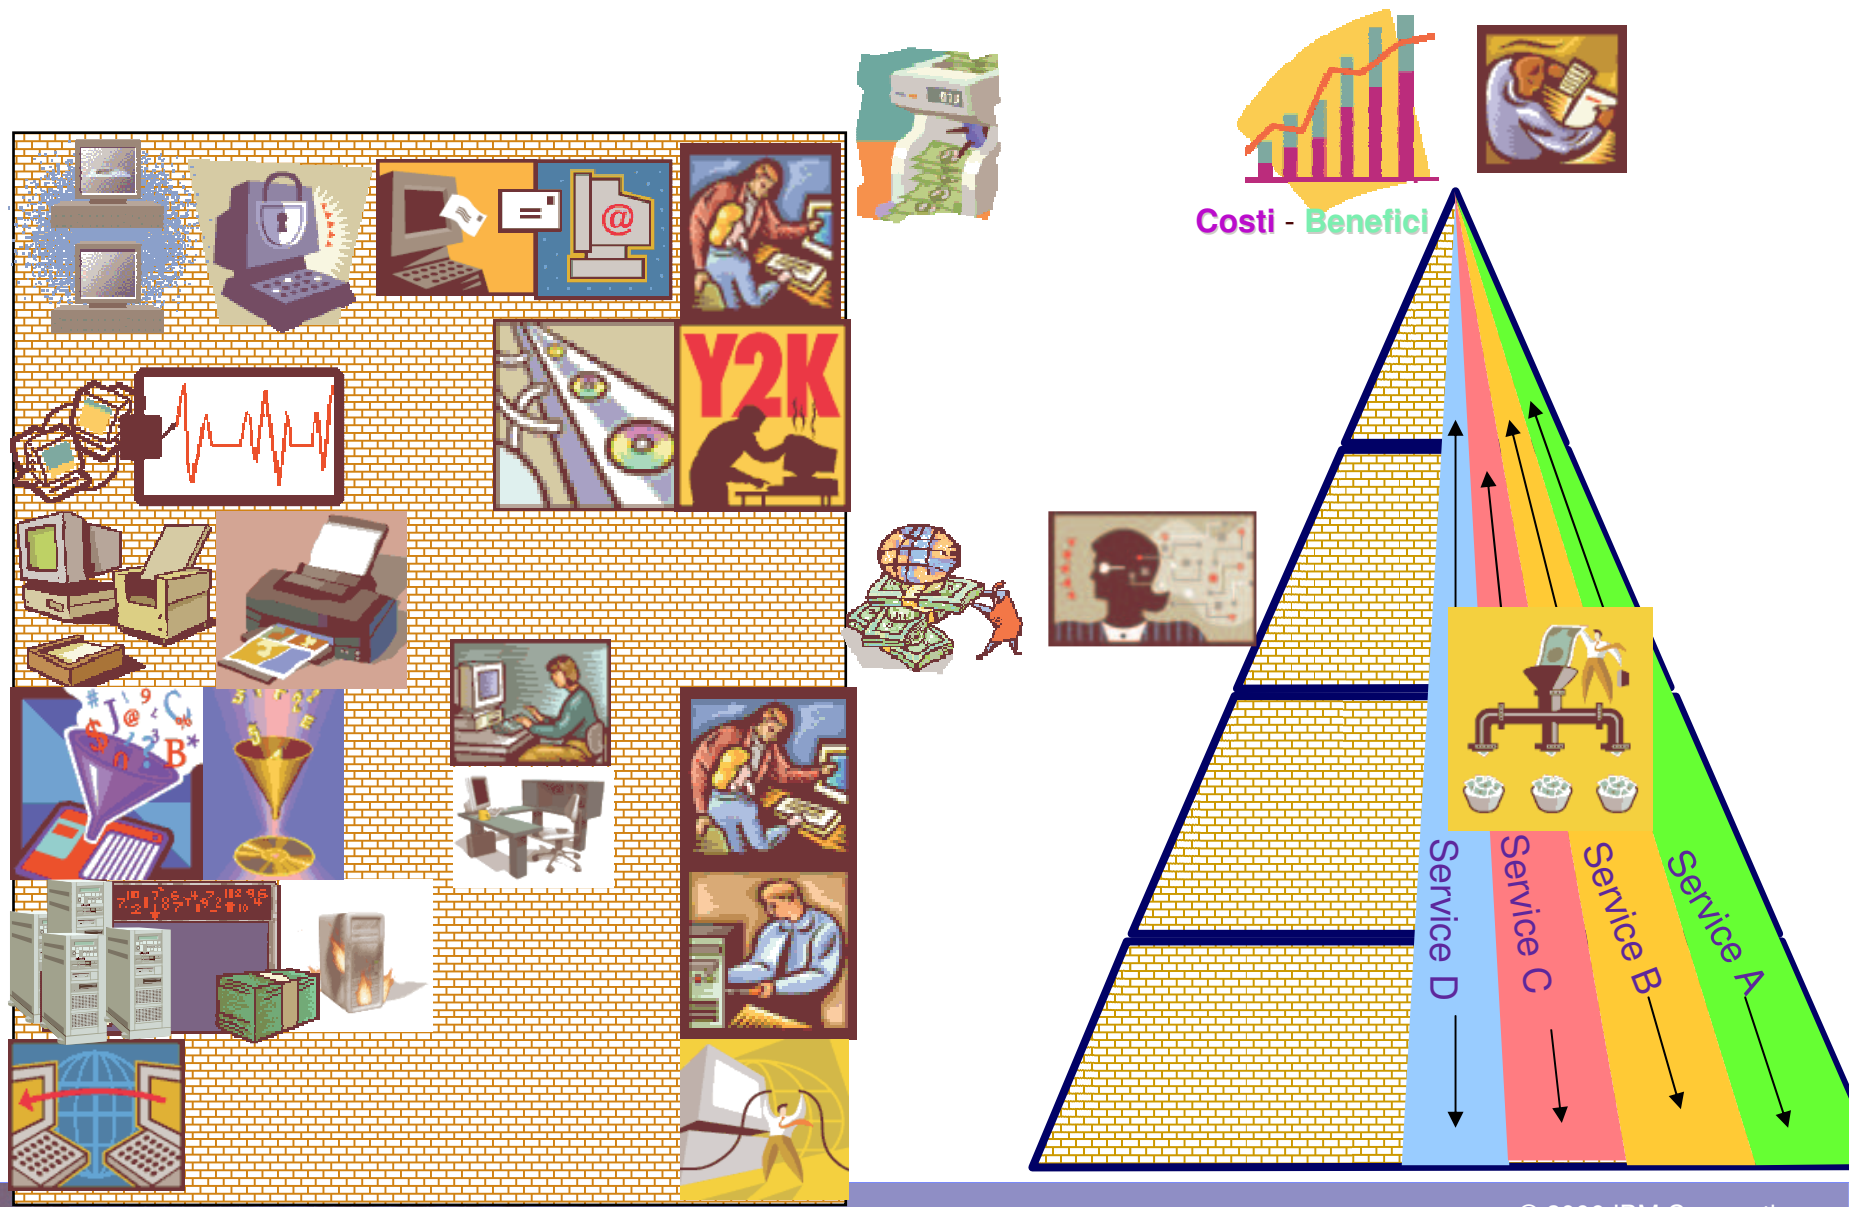 Costi - Benefici
@
Y2K
Service D
Service C
Service B
Service A